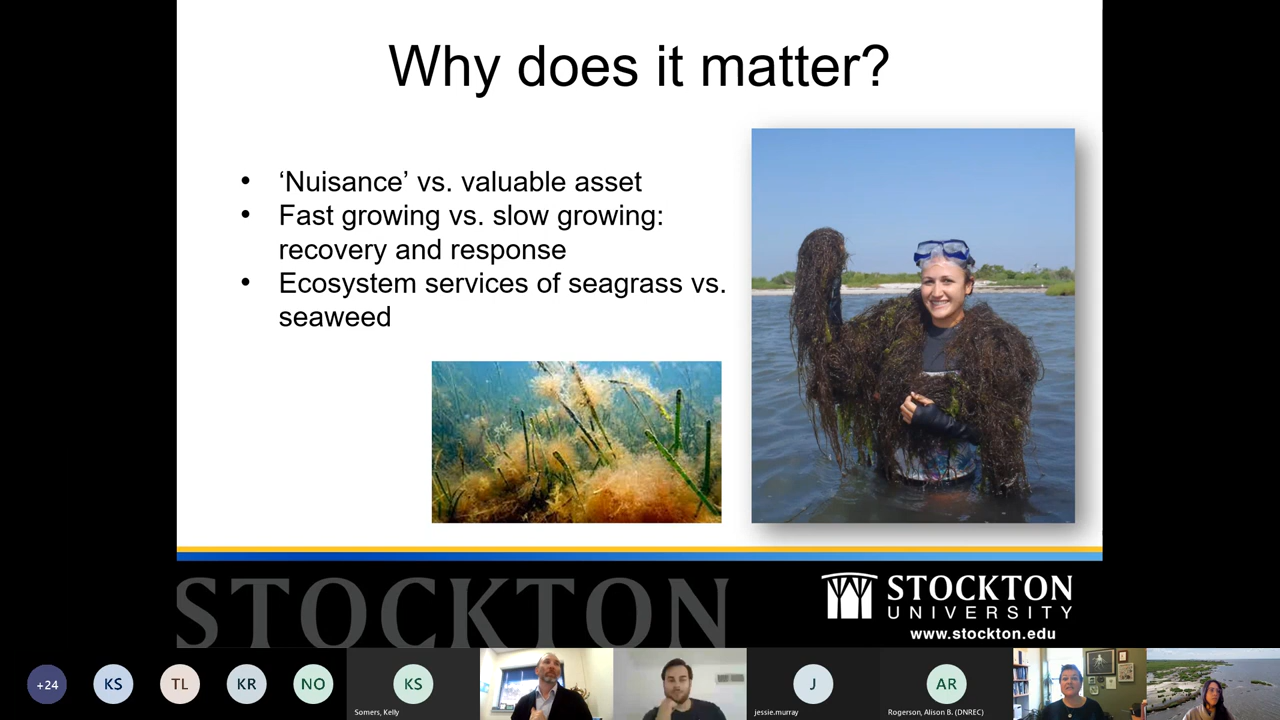 Why does it matter?
• ‘Nuisance’ vs. valuable asset
• Fast growing vs. slow growing:
recovery and response
• Ecosystem services of seagrass vs.
seaweed
STOCKTON
STOCKTON
UNIVERSITY
www.stockton.edu
+24
KS
TL
KR
NO
KS
Somers, Kelly
J
jessie.murray
AR
Rogerson, Alison B. (DNREC)